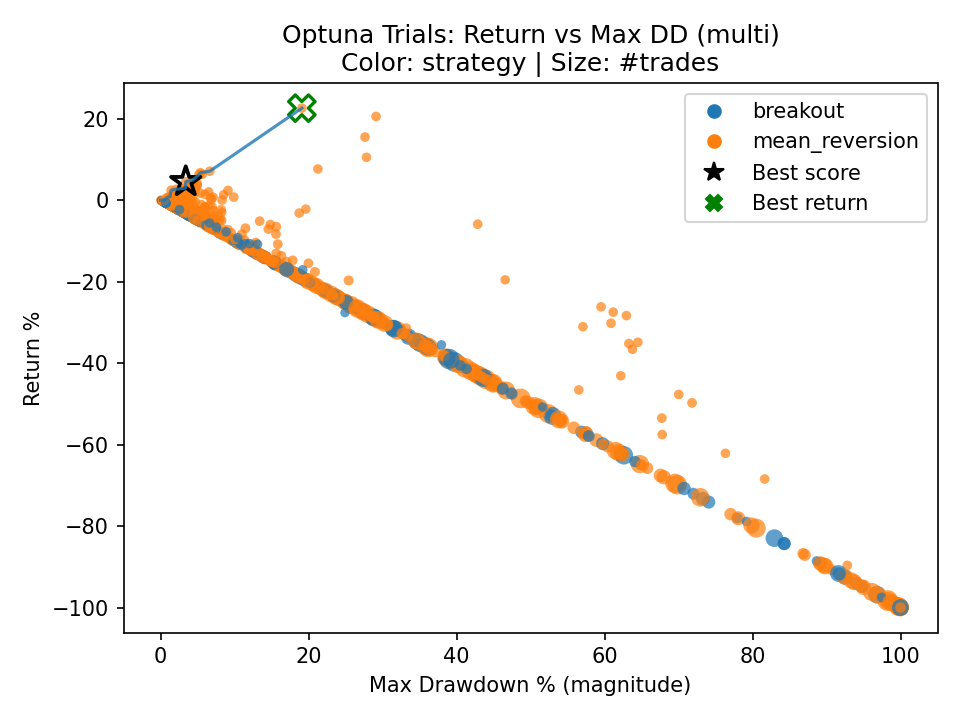 Optuna Trials: Return vs Max DD (multi)
Color: strategy | Size: #trades
breakout
mean_reversion
Best score
Best return
Return %
20
0
−20
−40
−60
−80
−100
0
20
40
60
80
100
Max Drawdown % (magnitude)